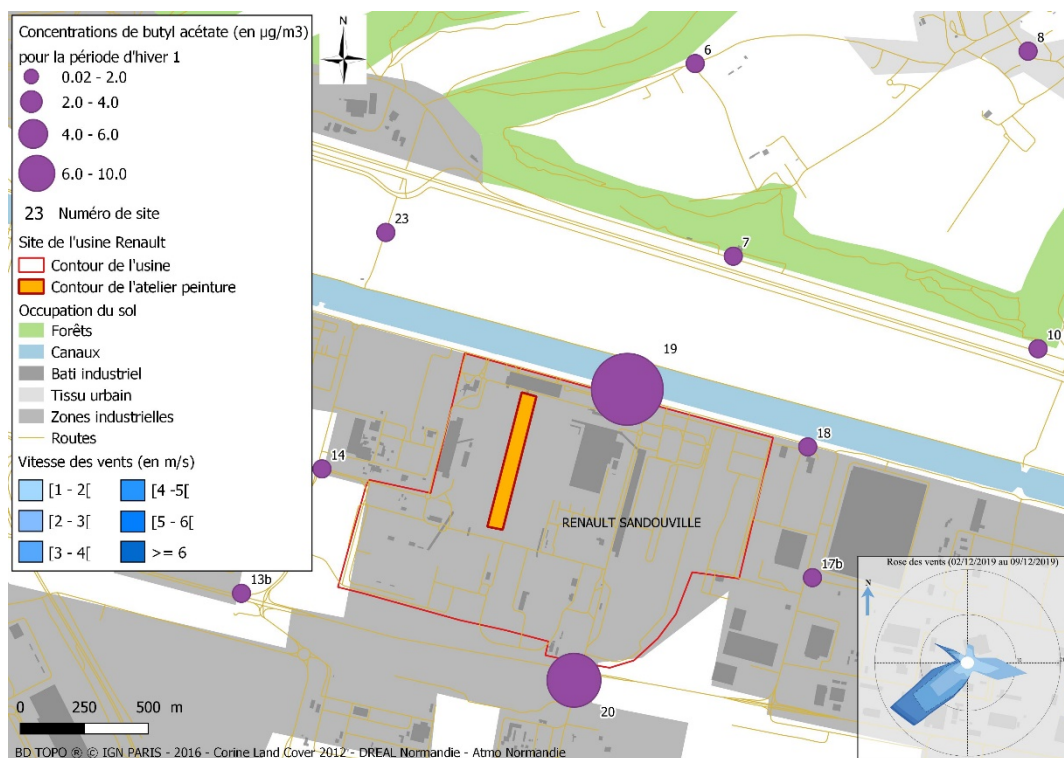 Concentrations de butyl acétate (en µg/m3)
pour la période d'hiver 1
0.02 - 2.0
2.0 - 4.0
4.0 - 6.0
6.0 - 10.0
23 Numéro de site
Site de l'usine Renault
Contour de l'usine
Contour de l'atelier peinture
Occupation du sol
Forêts
Canaux
Bati industriel
Tissu urbain
Zones industrielles
Routes
Vitesse des vents (en m/s)
[1 - 2[ [4 -5[
[2 - 3[ [5 - 6[
[3 - 4[ >= 6
N
6
8
23
7
10
19
18
14
RENAULT SANDOUVILLE
17b
13b
20
Rose des vents (02/12/2019 au 09/12/2019)
N
0 250 500 m
BD TOPO ® © IGN PARIS - 2016 - Corine Land Cover 2012 - DREAL Normandie - Atmo Normandie